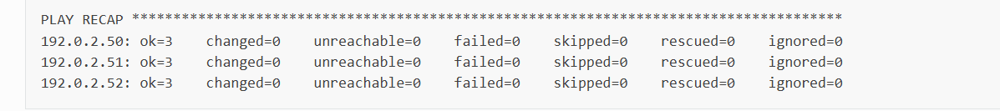 PLAY RECAP **************************************************************************************
192.0.2.50: ok=3    changed=0    unreachable=0    failed=0    skipped=0    rescued=0    ignored=0
192.0.2.51: ok=3    changed=0    unreachable=0    failed=0    skipped=0    rescued=0    ignored=0
192.0.2.52: ok=3    changed=0    unreachable=0    failed=0    skipped=0    rescued=0    ignored=0